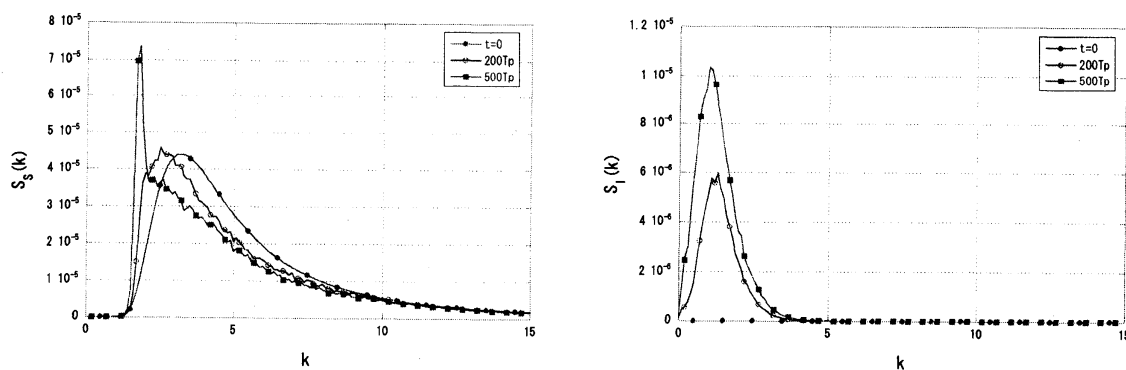 8 10⁻⁵
7 10⁻⁵
6 10⁻⁵
5 10⁻⁵
4 10⁻⁵
3 10⁻⁵
2 10⁻⁵
1 10⁻⁵
0
S_S(k)
t=0
200Tp
500Tp
0 5 10 15
k
1.2 10⁻⁵
1 10⁻⁵
8 10⁻⁶
6 10⁻⁶
4 10⁻⁶
2 10⁻⁶
0
S_I(k)
t=0
200Tp
500Tp
0 5 10 15
k